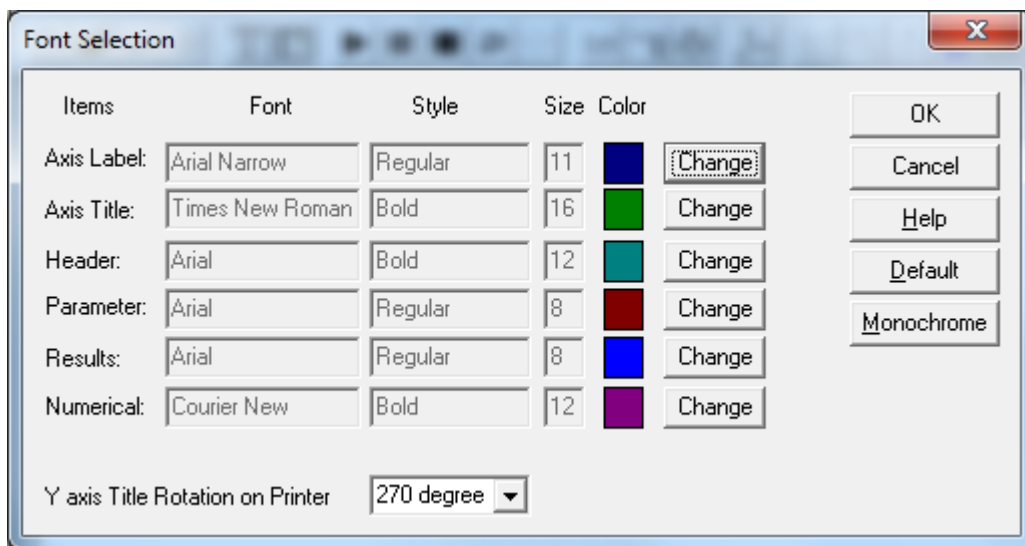 Font Selection
Items Font Style Size Color
OK
Axis Label: Arial Narrow Regular 11 Change
Cancel
Axis Title: Times New Roman Bold 16 Change
Help
Header: Arial Bold 12 Change
Default
Parameter: Arial Regular 8 Change
Monochrome
Results: Arial Regular 8 Change
Numerical: Courier New Bold 12 Change
Y axis Title Rotation on Printer 270 degree